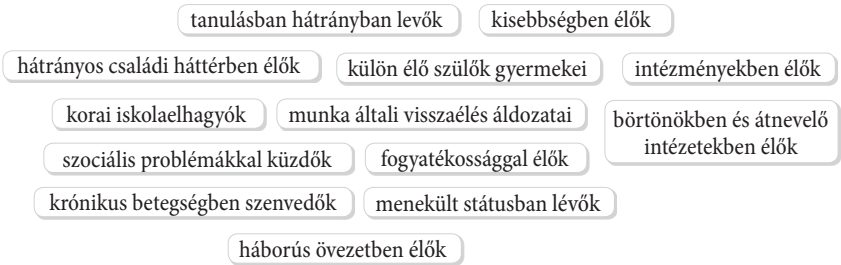 tanulásban hátrányban levők
kisebbségben élők
hátrányos családi háttérben élők
külön élő szülők gyermekei
intézményekben élők
korai iskolaelhagyók
munka általi visszaélés áldozatai
börtönökben és átnevelő
intézetekben élők
szociális problémákkal küzdők
fogyatékossággal élők
krónikus betegségben szenvedők
menekült státusban lévők
háborús övezetben élők